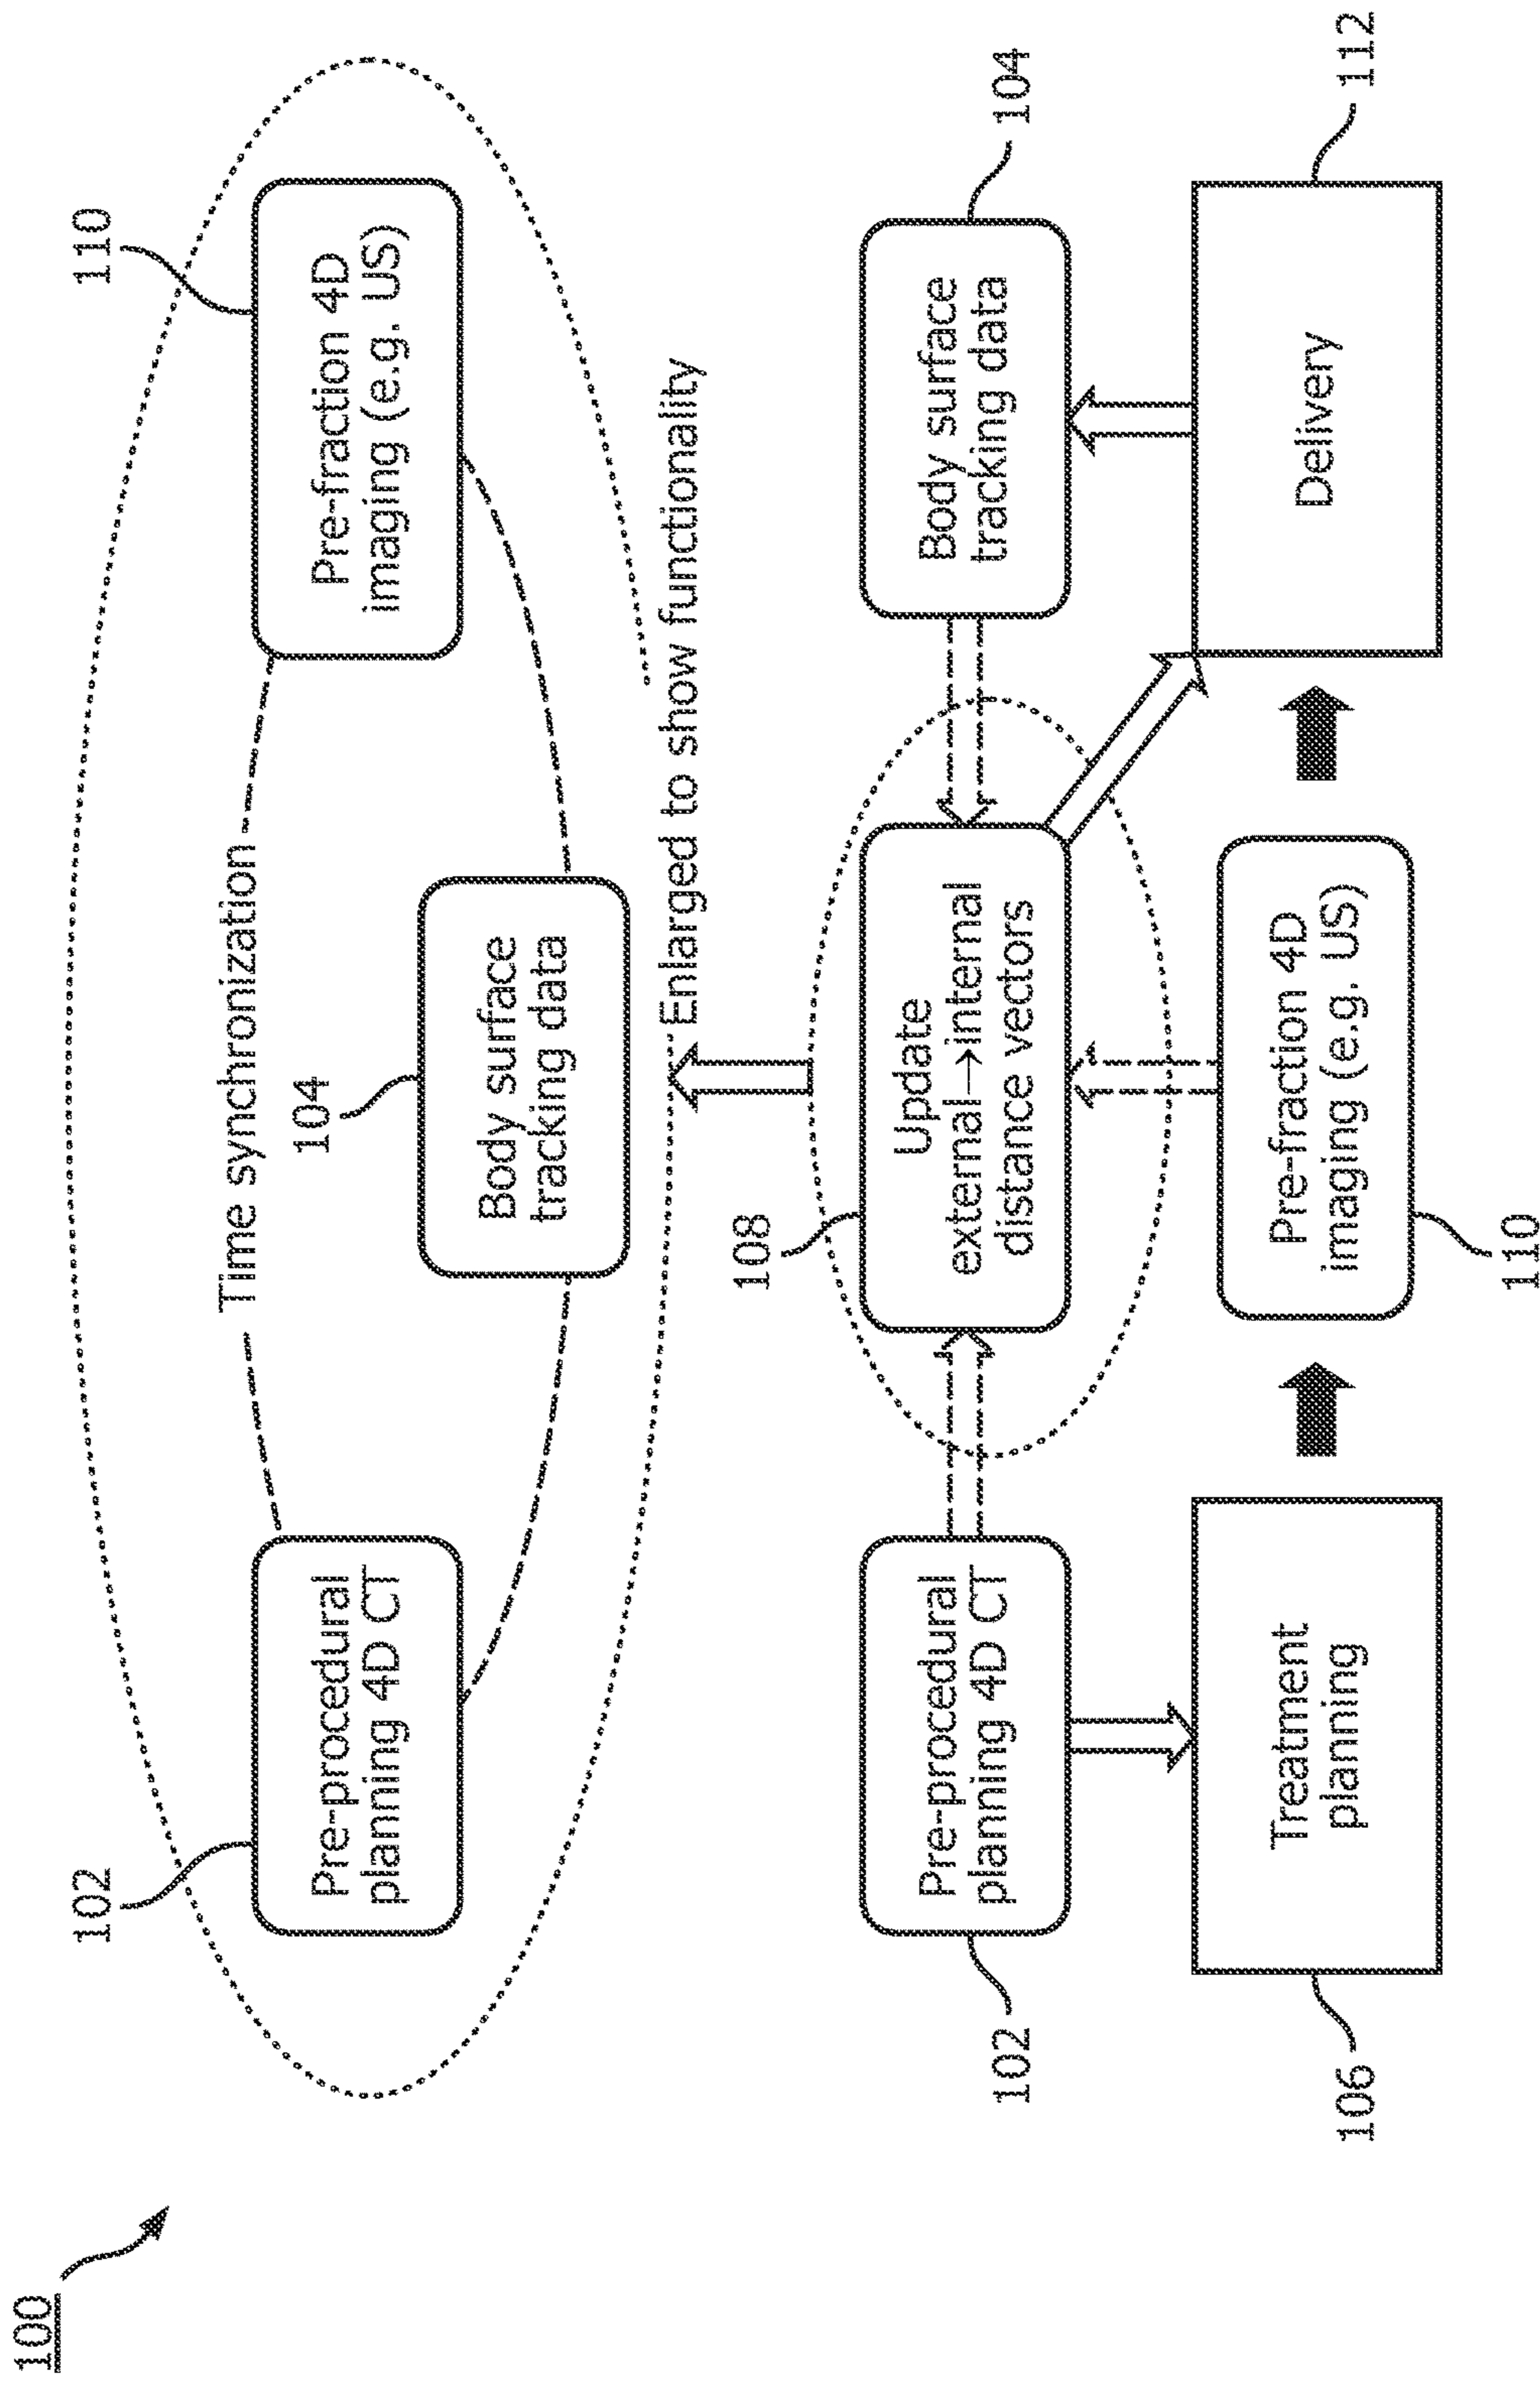 100
102
110
Pre-procedural
planning 4D CT
Time synchronization
104
Body surface
tracking data
Pre-fraction 4D
imaging (e.g. US)
Enlarged to show functionality
108
102
Pre-procedural
planning 4D CT
Update
external→internal
distance vectors
Body surface
tracking data
104
106
Treatment
planning
Pre-fraction 4D
imaging (e.g. US)
110
Delivery
112